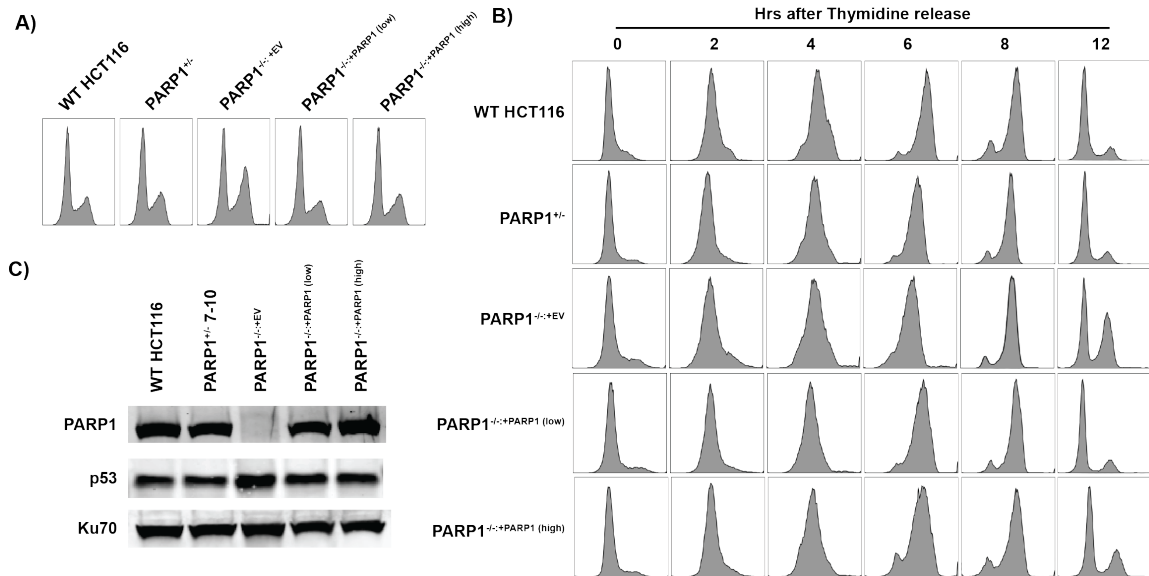 A)
WT HCT116
PARP1+/-
PARP1-/-:+EV
PARP1-/-:+PARP1 (low)
PARP1-/-:+PARP1 (high)
B)
Hrs after Thymidine release
0 2 4 6 8 12
WT HCT116
PARP1+/-
PARP1-/-:+EV
PARP1-/-:+PARP1 (low)
PARP1-/-:+PARP1 (high)
C)
WT HCT116
PARP1+/- 7-10
PARP1-/-:+EV
PARP1-/-:+PARP1 (low)
PARP1-/-:+PARP1 (high)
PARP1
p53
Ku70